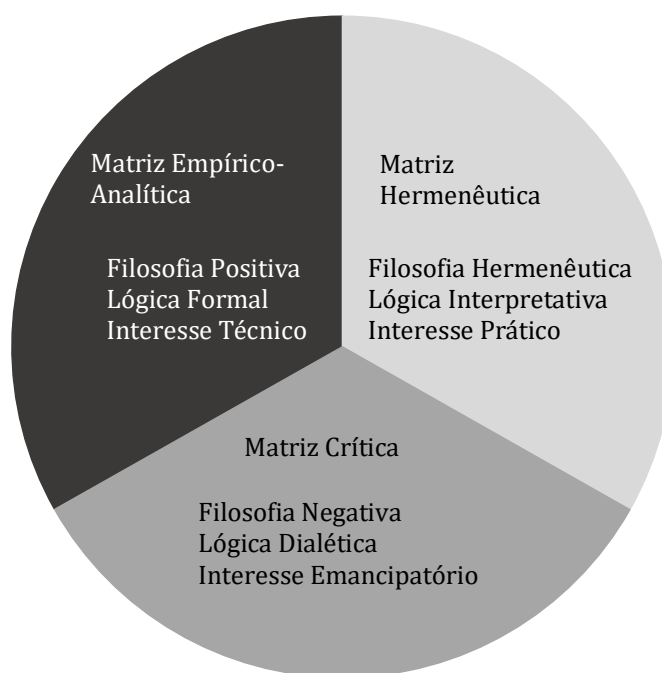 Matriz Empírico-
Analítica
Filosofia Positiva
Lógica Formal
Interesse Técnico
Matriz
Hermenêutica
Filosofia Hermenêutica
Lógica Interpretativa
Interesse Prático
Matriz Crítica
Filosofia Negativa
Lógica Dialética
Interesse Emancipatório